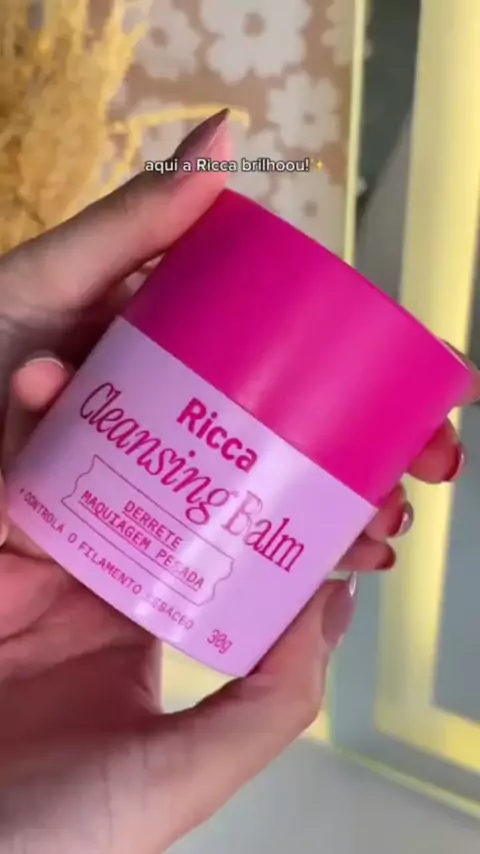 aqui a Ricca brilhoou!✨
Ricca
Cleansing Balm
DERRETE
MAQUIAGEM PESADA
CONTROLA O FILAMENTO SEBÁCEO
30g